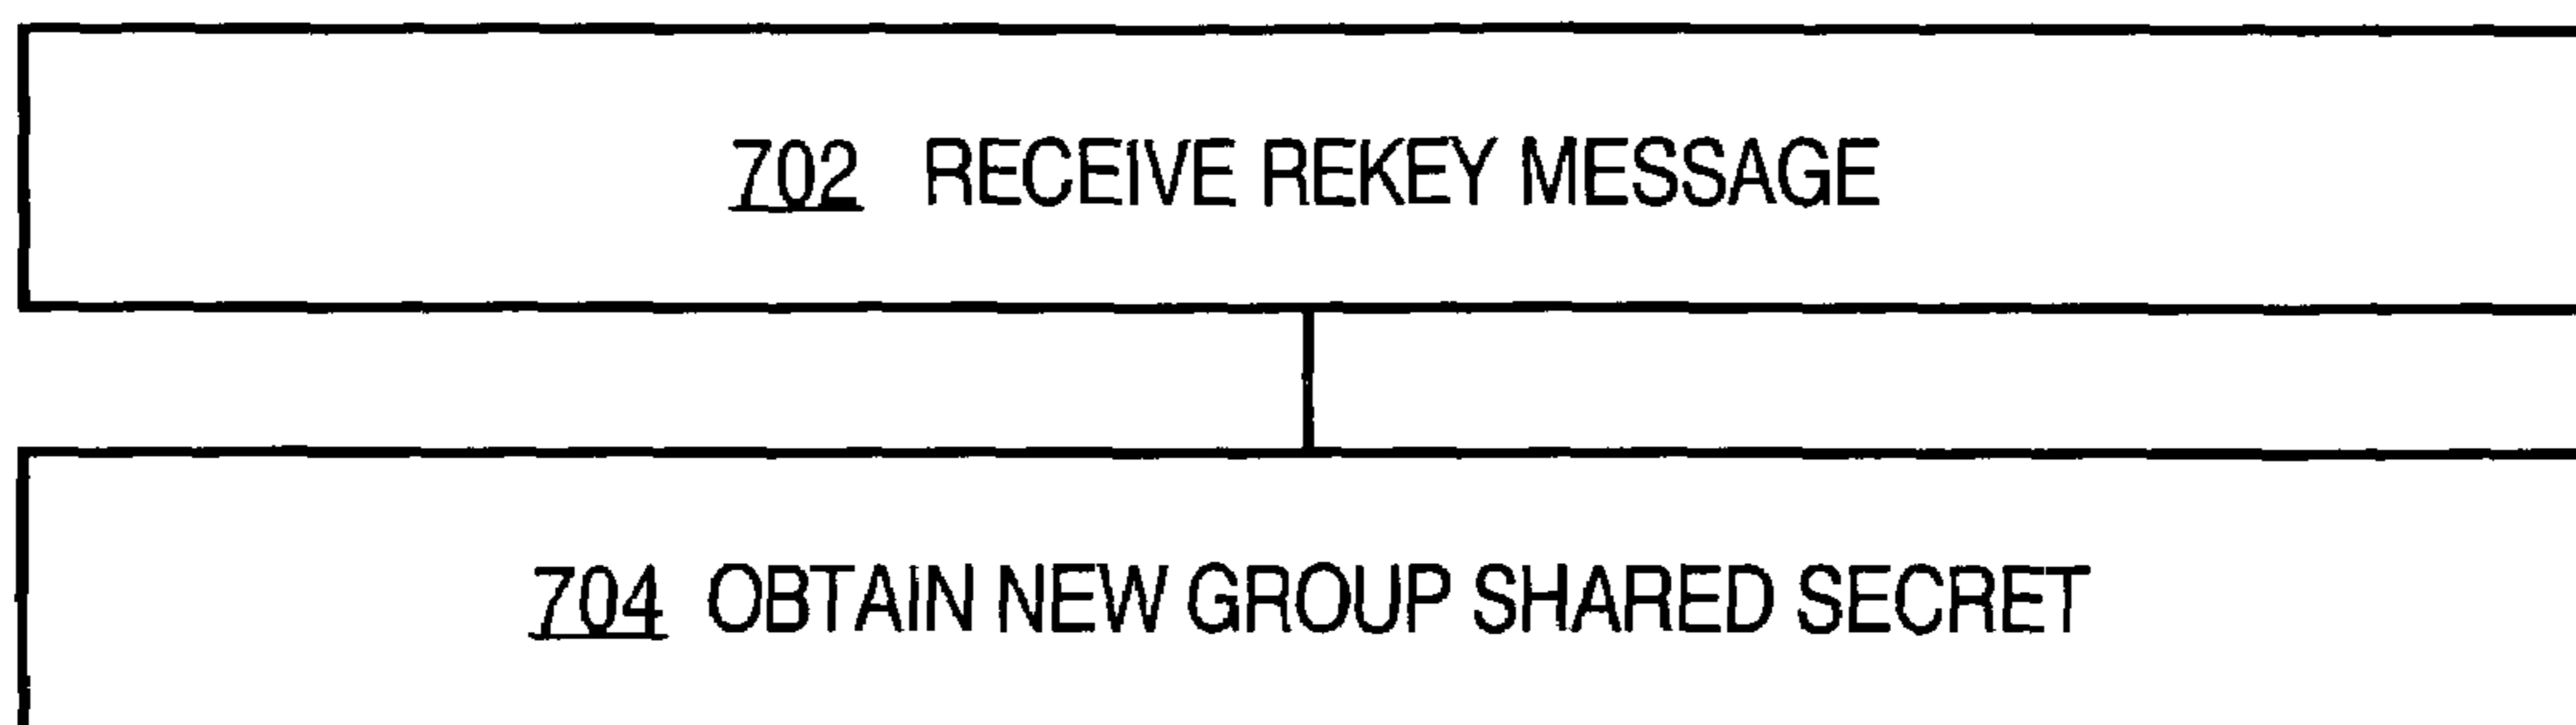 702 RECEIVE REKEY MESSAGE
704 OBTAIN NEW GROUP SHARED SECRET